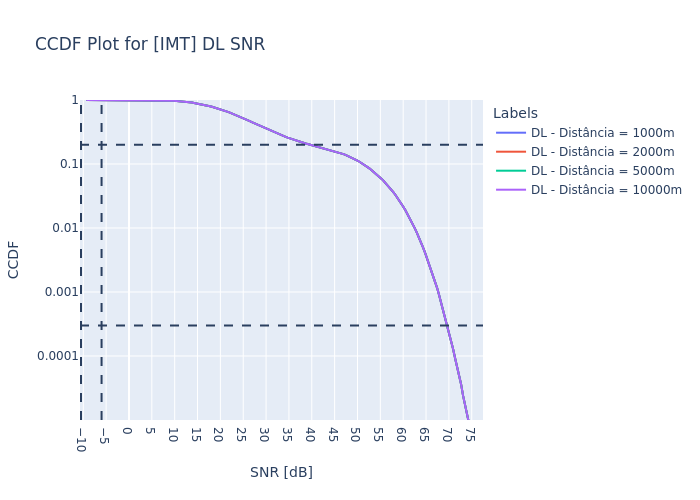 CCDF Plot for [IMT] DL SNR
Labels
DL - Distância = 1000m
DL - Distância = 2000m
DL - Distância = 5000m
DL - Distância = 10000m
CCDF
1
0.1
0.01
0.001
0.0001
−10
−5
0
5
10
15
20
25
30
35
40
45
50
55
60
65
70
75
SNR [dB]